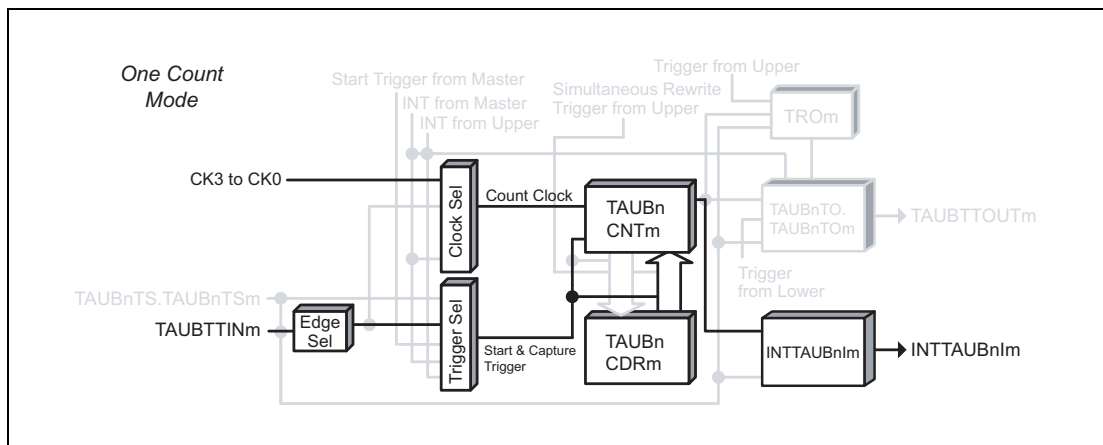 One Count
Mode
Start Trigger from Master
INT from Master
INT from Upper
Simultaneous Rewrite
Trigger from Upper
Trigger from Upper
TROm
CK3 to CK0
Clock Sel
Count Clock
TAUBn
CNTm
TAUBnTO.
TAUBnTOm
TAUBTTOUTm
Trigger
from Lower
TAUBnTS.TAUBnTSm
TAUBTTINm
Edge
Sel
Trigger Sel
Start & Capture
Trigger
TAUBn
CDRm
INTTAUBnIm
INTTAUBnIm